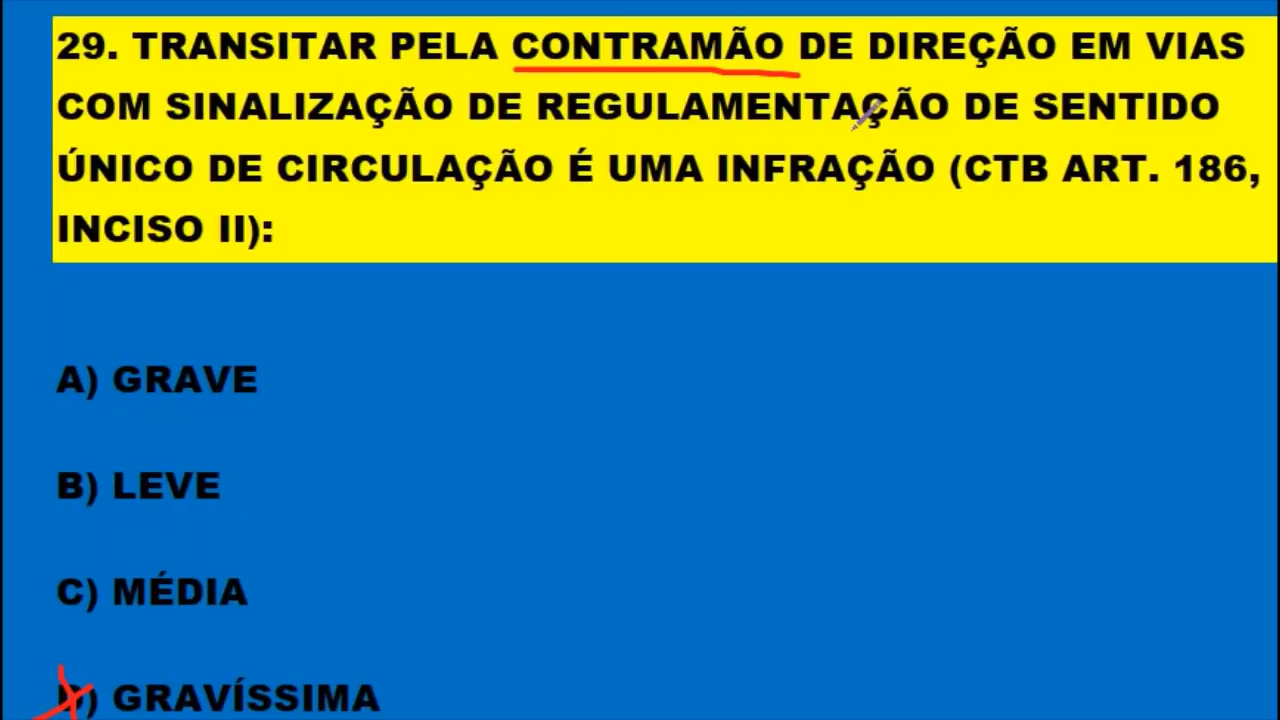 29. TRANSITAR PELA CONTRAMÃO DE DIREÇÃO EM VIAS
COM SINALIZAÇÃO DE REGULAMENTAÇÃO DE SENTIDO
ÚNICO DE CIRCULAÇÃO É UMA INFRAÇÃO (CTB ART. 186,
INCISO II):
A) GRAVE
B) LEVE
C) MÉDIA
D) GRAVÍSSIMA